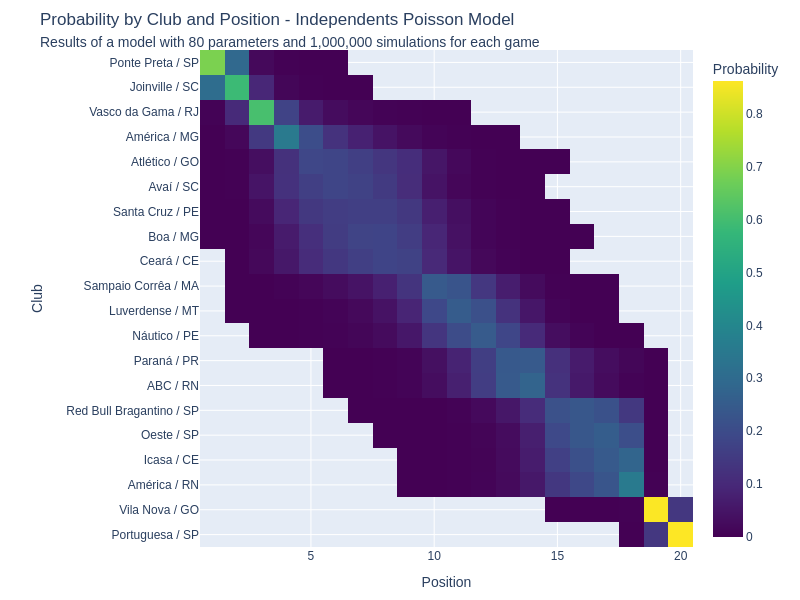 Probability by Club and Position - Independents Poisson Model
Results of a model with 80 parameters and 1,000,000 simulations for each game
Probability
Ponte Preta / SP
Joinville / SC
Vasco da Gama / RJ
América / MG
Atlético / GO
Avaí / SC
Santa Cruz / PE
Boa / MG
Ceará / CE
Sampaio Corrêa / MA
Luverdense / MT
Náutico / PE
Paraná / PR
ABC / RN
Red Bull Bragantino / SP
Oeste / SP
Icasa / CE
América / RN
Vila Nova / GO
Portuguesa / SP
Club
5
10
15
20
Position
0.8
0.7
0.6
0.5
0.4
0.3
0.2
0.1
0